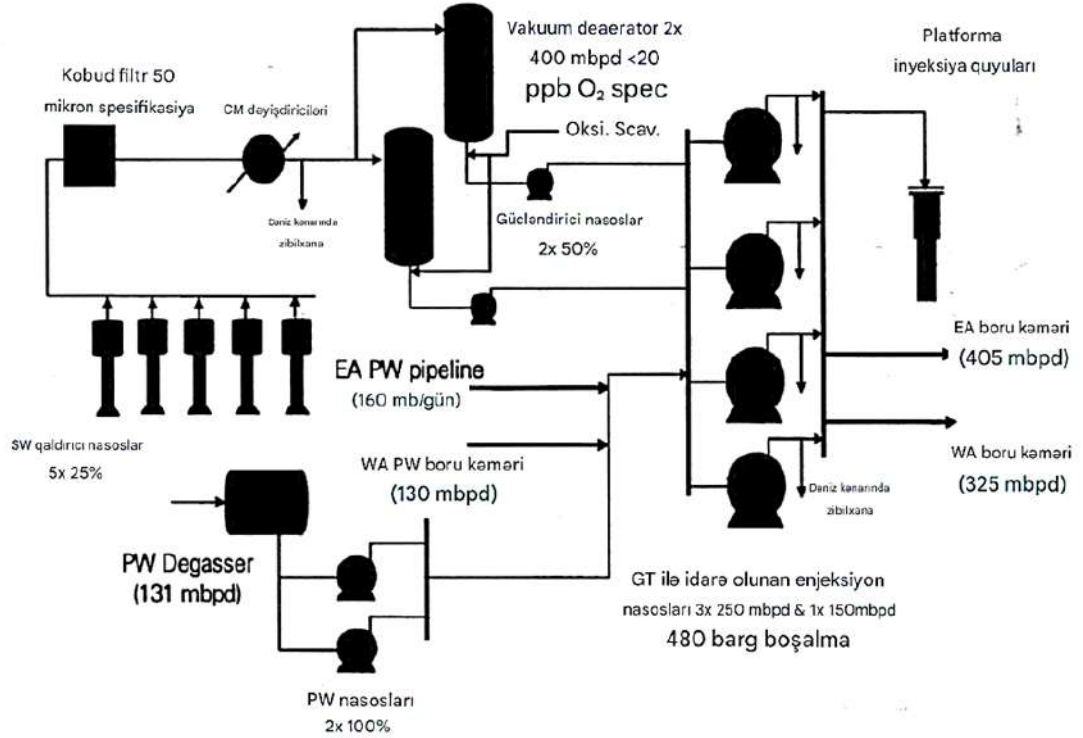 Vakuum deaerator 2x
400 mbpd <20
ppb O₂ spec
Platforma
inyeksiya quyuları
Kobud filtr 50
mikron spesifikasiya
CM dəyişdiriciləri
Oksi. Scav.
Dəniz kənarında
zibilxana
Gücləndirici nasoslar
2x 50%
EA PW pipeline
(160 mb/gün)
EA boru kəməri
(405 mbpd)
SW qaldırıcı nasoslar
5x 25%
WA PW boru kəməri
(130 mbpd)
WA boru kəməri
(325 mbpd)
Dəniz kənarında
zibilxana
PW Degasser
(131 mbpd)
GT ilə idarə olunan enjeksiyon
nasosları 3x 250 mbpd & 1x 150mbpd
480 barg boşalma
PW nasosları
2x 100%